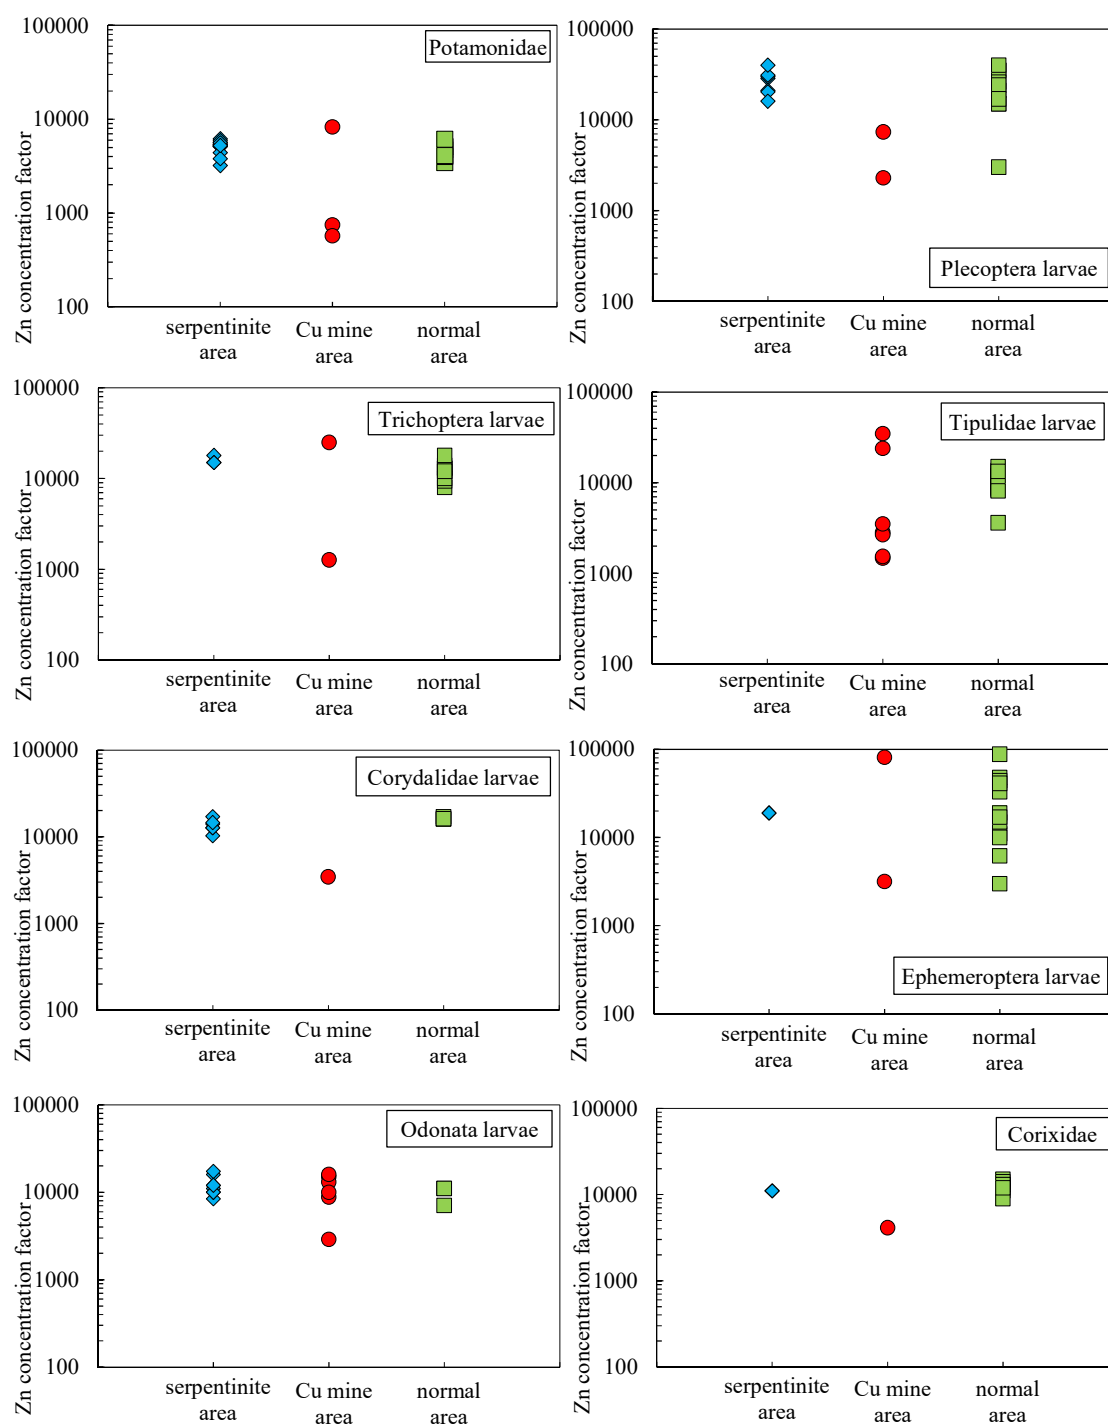 Zn concentration factor
100000
10000
1000
100
Potamonidae
serpentinite
area
Cu mine
area
normal
area
Zn concentration factor
100000
10000
1000
100
Plecoptera larvae
serpentinite
area
Cu mine
area
normal
area
Zn concentration factor
100000
10000
1000
100
Trichoptera larvae
serpentinite
area
Cu mine
area
normal
area
Zn concentration factor
100000
10000
1000
100
Tipulidae larvae
serpentinite
area
Cu mine
area
normal
area
Zn concentration factor
100000
10000
1000
100
Corydalidae larvae
serpentinite
area
Cu mine
area
normal
area
Zn concentration factor
100000
10000
1000
100
Ephemeroptera larvae
serpentinite
area
Cu mine
area
normal
area
Zn concentration factor
100000
10000
1000
100
Odonata larvae
serpentinite
area
Cu mine
area
normal
area
Zn concentration factor
100000
10000
1000
100
Corixidae
serpentinite
area
Cu mine
area
normal
area